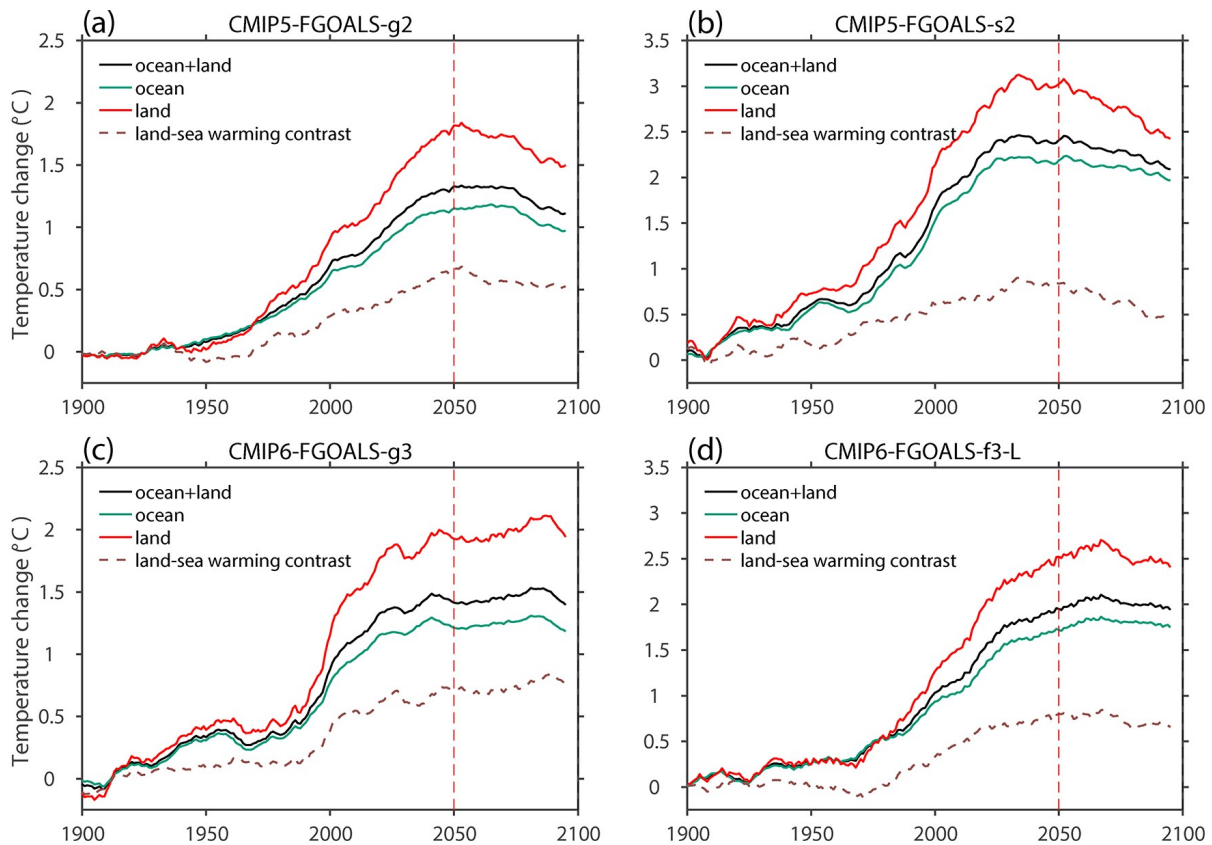 (a) CMIP5-FGOALS-g2
2.5
2
1.5
1
0.5
0
Temperature change (°C)
ocean+land
ocean
land
land-sea warming contrast
1900 1950 2000 2050 2100
(b) CMIP5-FGOALS-s2
3.5
3
2.5
2
1.5
1
0.5
0
ocean+land
ocean
land
land-sea warming contrast
1900 1950 2000 2050 2100
(c) CMIP6-FGOALS-g3
2.5
2
1.5
1
0.5
0
Temperature change (°C)
ocean+land
ocean
land
land-sea warming contrast
1900 1950 2000 2050 2100
(d) CMIP6-FGOALS-f3-L
3.5
3
2.5
2
1.5
1
0.5
0
ocean+land
ocean
land
land-sea warming contrast
1900 1950 2000 2050 2100